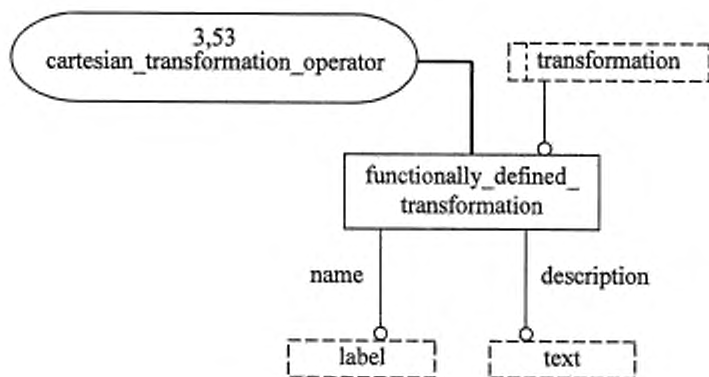 3,53
cartesian_transformation_operator
transformation
functionally_defined_
transformation
name
description
label
text